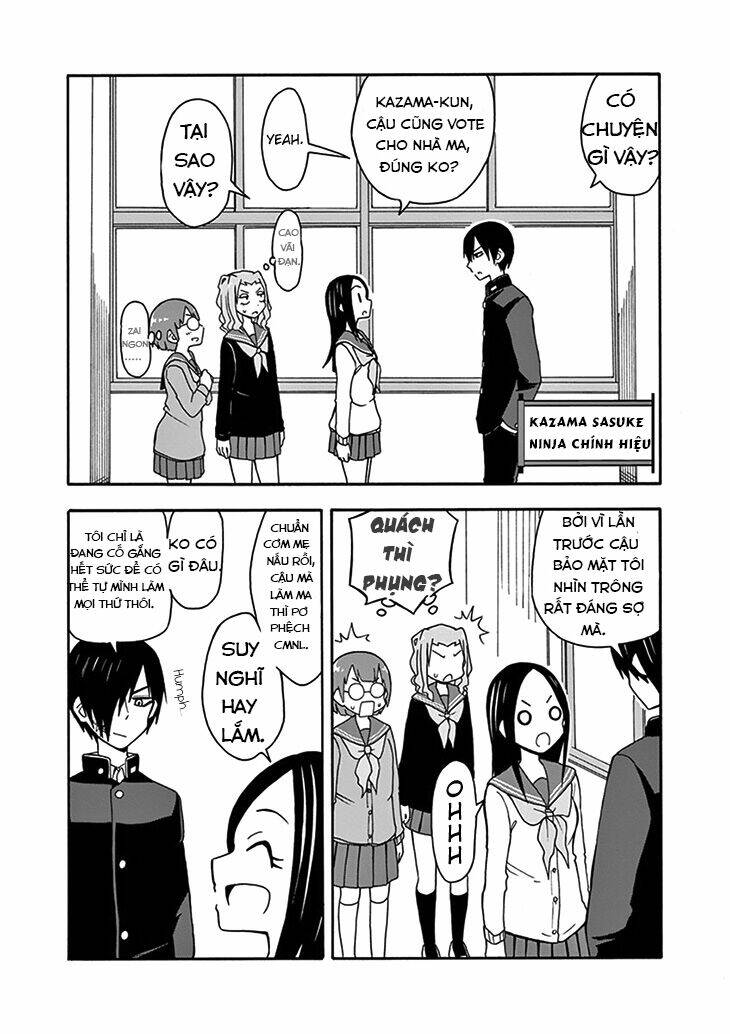 CÓ
CHUYỆN
GÌ VẬY?
KAZAMA-KUN,
CẬU CŨNG VOTE
CHO NHÀ MA,
ĐÚNG KO?
YEAH.
TẠI
SAO
VẬY?
CAO
VÃI
ĐẠN.
ZAI
NGON
.....
KAZAMA SASUKE
NINJA CHÍNH HIỆU
BỞI VÌ LẦN
TRƯỚC CẬU
BẢO MẶT TÔI
NHÌN TRÔNG
RẤT ĐÁNG SỢ
MÀ.
QUÁCH
THÌ
PHỤNG?
OHHH
CHUẨN
CƠM MẸ
NẤU RỒI,
CẬU MÀ
LÀM MA
THÌ PƠ
PHỆCH
CMNL.
SUY
NGHĨ HAY
LẮM.
KO CÓ
GÌ ĐÂU.
TÔI CHỈ LÀ
ĐANG CỐ GẮNG
HẾT SỨC ĐỂ CÓ
THỂ TỰ MÌNH LÀM
MỌI THỨ THÔI.
Humph...